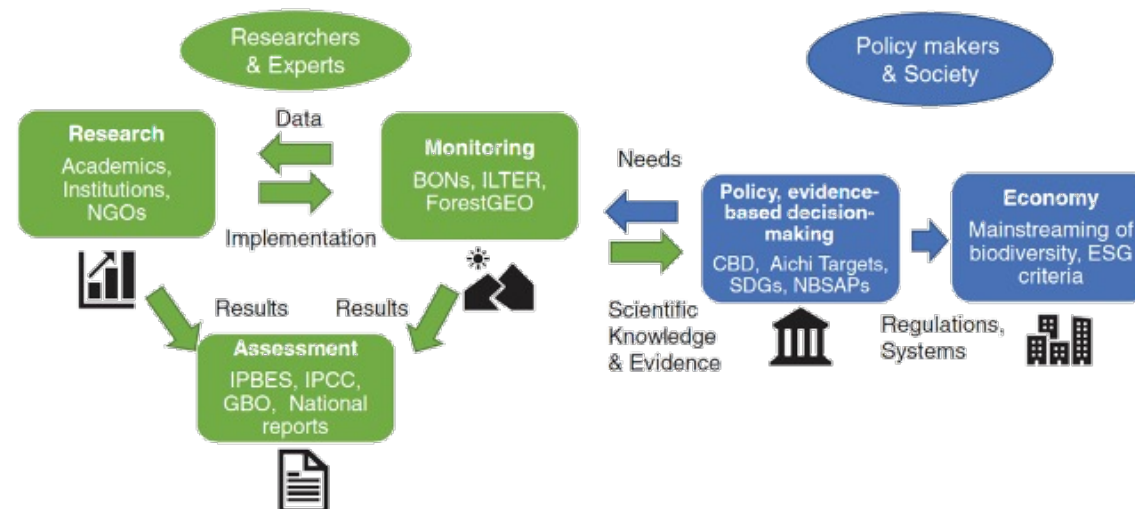 Researchers
& Experts
Policy makers
& Society
Research
Academics,
Institutions,
NGOs
Data
Implementation
Monitoring
BONs, ILTER,
ForestGEO
Results
Results
Assessment
IPBES, IPCC,
GBO, National
reports
Needs
Scientific
Knowledge
& Evidence
Policy, evidence-
based decision-
making
CBD, Aichi Targets,
SDGs, NBSAPs
Regulations,
Systems
Economy
Mainstreaming of
biodiversity, ESG
criteria